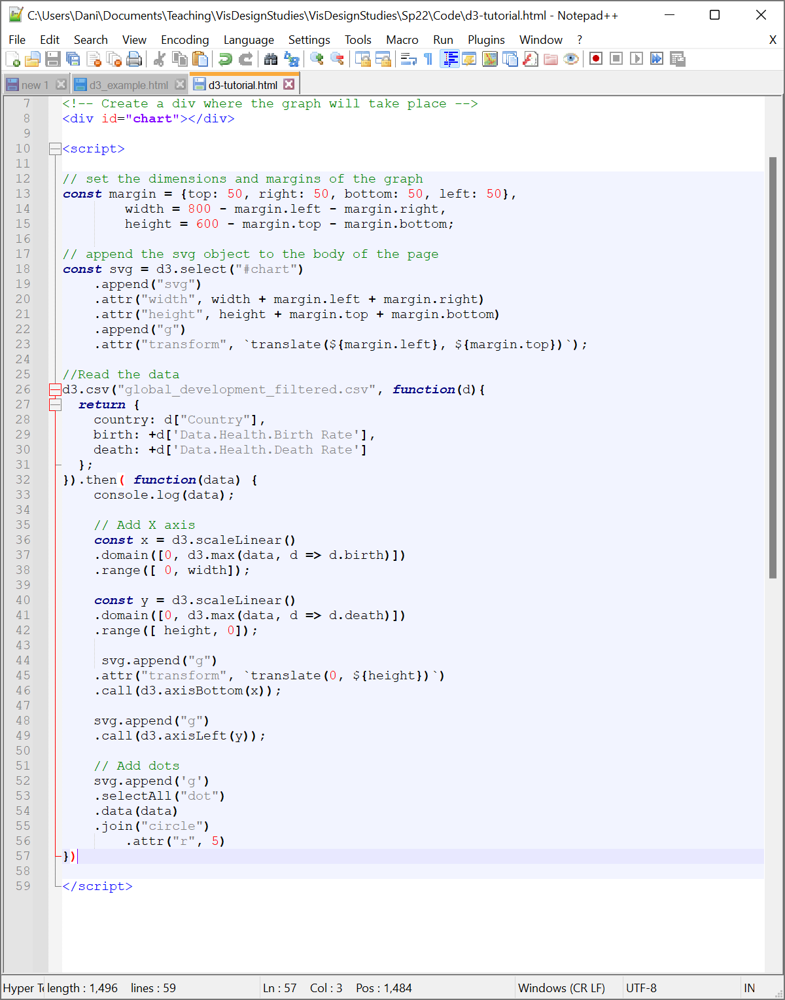 C:\Users\Dani\Documents\Teaching\VisDesignStudies\VisDesignStudies\Sp22\Code\d3-tutorial.html - Notepad++
File Edit Search View Encoding Language Settings Tools Macro Run Plugins Window ? X
new 1 d3_example.html d3-tutorial.html
7 <!-- Create a div where the graph will take place -->
8 <div id="chart"></div>
9
10 <script>
11
12 // set the dimensions and margins of the graph
13 const margin = {top: 50, right: 50, bottom: 50, left: 50},
14         width = 800 - margin.left - margin.right,
15         height = 600 - margin.top - margin.bottom;
16
17 // append the svg object to the body of the page
18 const svg = d3.select("#chart")
19     .append("svg")
20     .attr("width", width + margin.left + margin.right)
21     .attr("height", height + margin.top + margin.bottom)
22     .append("g")
23     .attr("transform", `translate(${margin.left}, ${margin.top})`);
24
25 //Read the data
26 d3.csv("global_development_filtered.csv", function(d){
27   return {
28     country: d["Country"],
29     birth: +d['Data.Health.Birth Rate'],
30     death: +d['Data.Health.Death Rate']
31   };
32 }).then( function(data) {
33     console.log(data);
34
35     // Add X axis
36     const x = d3.scaleLinear()
37     .domain([0, d3.max(data, d => d.birth)])
38     .range([ 0, width]);
39
40     const y = d3.scaleLinear()
41     .domain([0, d3.max(data, d => d.death)])
42     .range([ height, 0]);
43
44      svg.append("g")
45     .attr("transform", `translate(0, ${height})`)
46     .call(d3.axisBottom(x));
47
48     svg.append("g")
49     .call(d3.axisLeft(y));
50
51     // Add dots
52     svg.append('g')
53     .selectAll("dot")
54     .data(data)
55     .join("circle")
56         .attr("r", 5)
57 })
58
59 </script>
Hyper Te length : 1,496 lines : 59 Ln : 57 Col : 3 Pos : 1,484 Windows (CR LF) UTF-8 IN